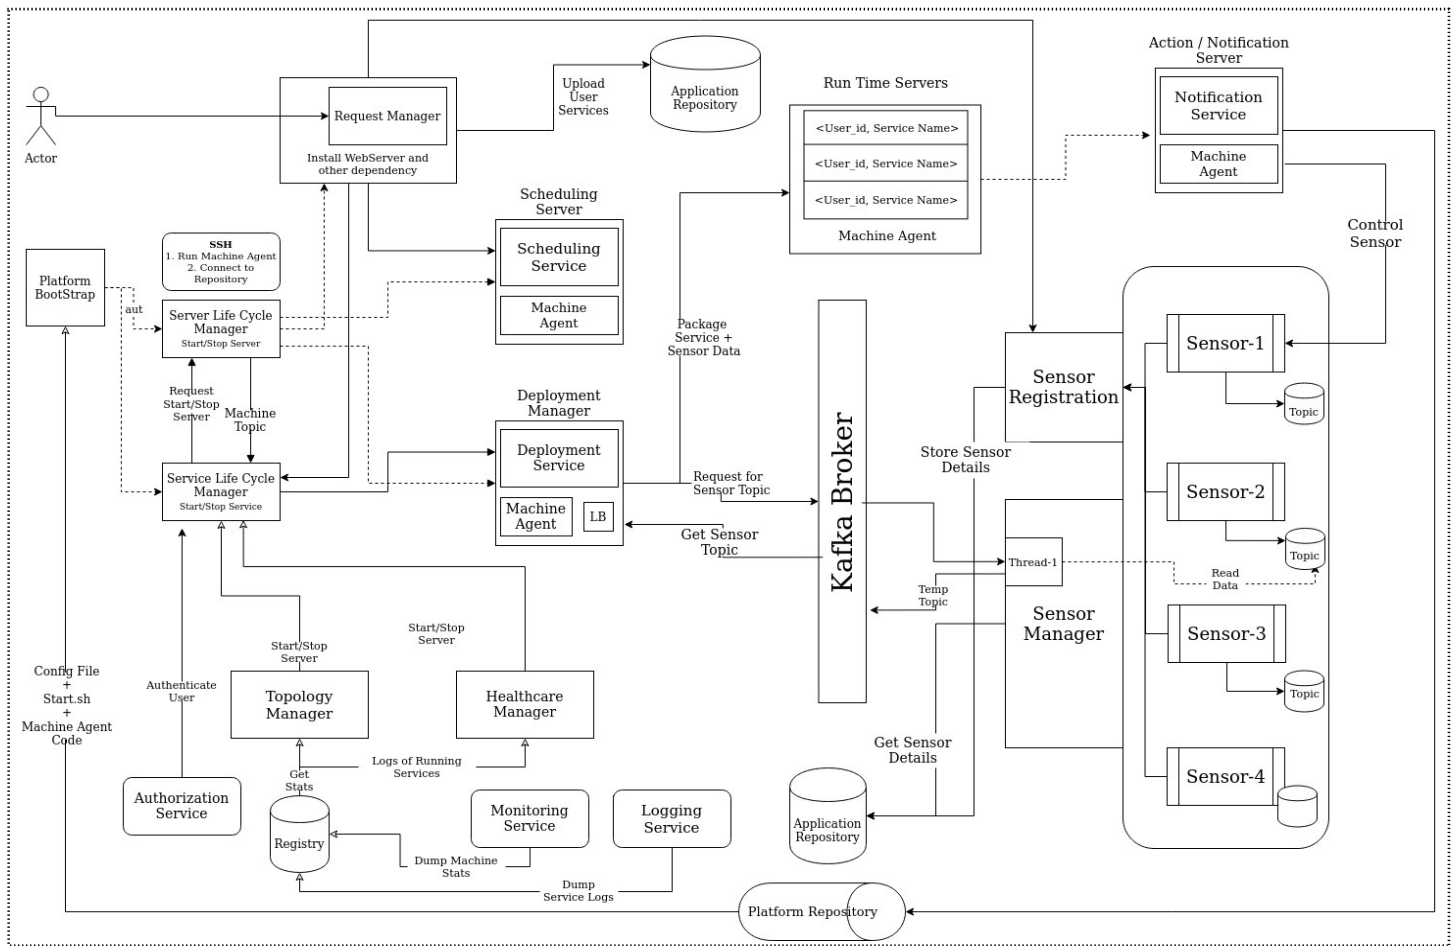 Action / Notification
Server
Run Time Servers
Notification
Service
Machine
Agent
Application
Repository
Upload
User
Services
Request Manager
Install WebServer and
other dependency
Actor
<User_id, Service Name>
<User_id, Service Name>
<User_id, Service Name>
Machine Agent
Scheduling
Server
Scheduling
Service
Machine
Agent
Control
Sensor
SSH
1. Run Machine Agent
2. Connect to
Repository
Platform
BootStrap
aut
Server Life Cycle
Manager
Start/Stop Server
Package
Service +
Sensor Data
Request
Start/Stop
Server
Machine
Topic
Service Life Cycle
Manager
Start/Stop Service
Deployment
Manager
Deployment
Service
Machine
Agent
LB
Request for
Sensor Topic
Get Sensor
Topic
Kafka Broker
Sensor
Registration
Store Sensor
Details
Thread-1
Temp
Topic
Sensor
Manager
Read
Data
Sensor-1
Topic
Sensor-2
Topic
Sensor-3
Topic
Sensor-4
Start/Stop
Server
Start/Stop
Server
Config File
+
Start.sh
+
Machine Agent
Code
Authenticate
User
Topology
Manager
Healthcare
Manager
Get Sensor
Details
Logs of Running
Services
Get
Stats
Authorization
Service
Registry
Monitoring
Service
Logging
Service
Application
Repository
Dump Machine
Stats
Dump
Service Logs
Platform Repository